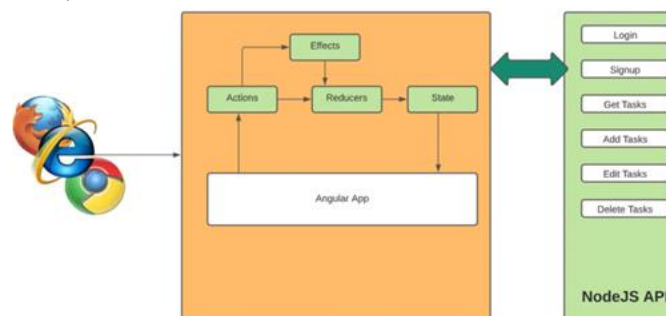 Effects
Actions
Reducers
State
Angular App
Login
Signup
Get Tasks
Add Tasks
Edit Tasks
Delete Tasks
NodeJS AP